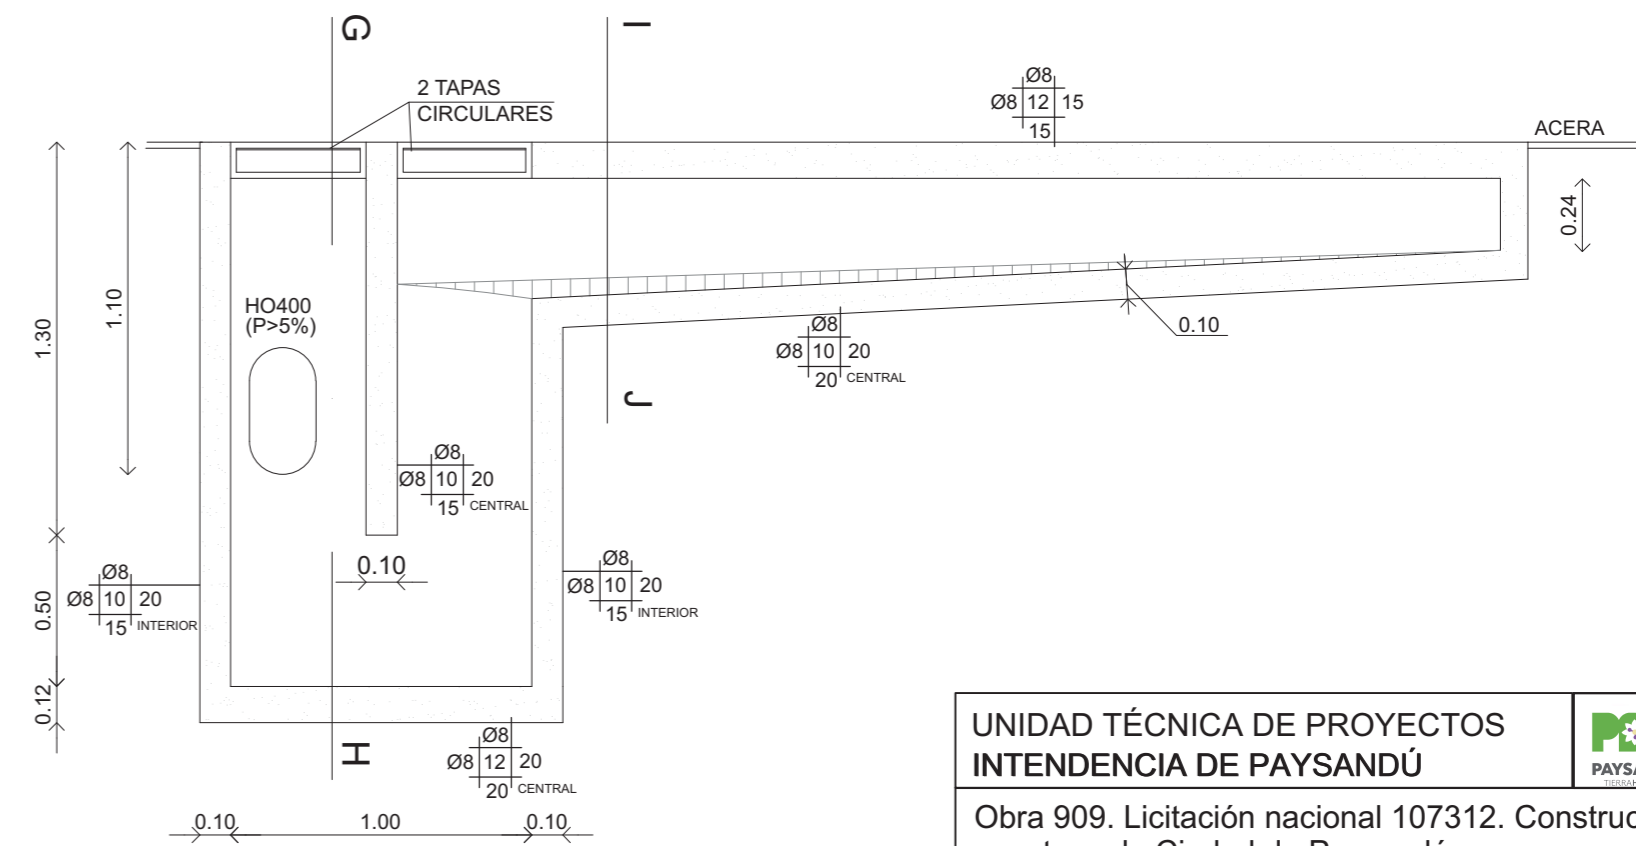 G
I
2 TAPAS
CIRCULARES
Ø8
Ø8 12 15
15
ACERA
0.24
1.10
1.30
HO400
(P>5%)
0.10
Ø8
Ø8 10 20
20 CENTRAL
J
Ø8
Ø8 10 20
15 CENTRAL
0.10
Ø8
Ø8 10 20
15 INTERIOR
Ø8
Ø8 10 20
15 INTERIOR
0.50
0.12
H
Ø8
Ø8 12 20
20 CENTRAL
0.10 1.00 0.10
UNIDAD TÉCNICA DE PROYECTOS
INTENDENCIA DE PAYSANDÚ
Obra 909. Licitación nacional 107312.